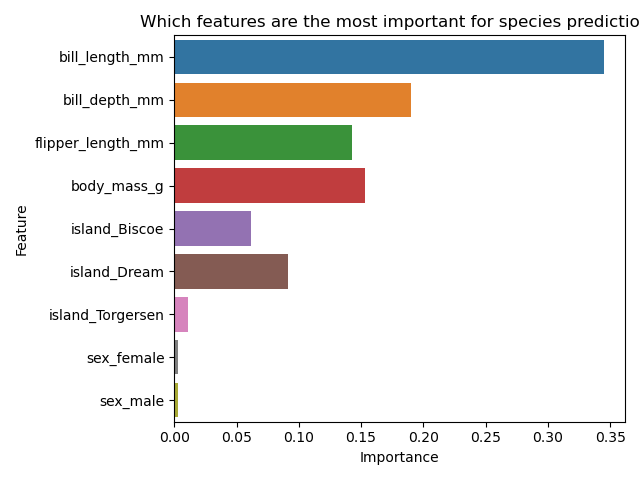 Which features are the most important for species predictio
bill_length_mm
bill_depth_mm
flipper_length_mm
body_mass_g
island_Biscoe
island_Dream
island_Torgersen
sex_female
sex_male
Feature
0.00 0.05 0.10 0.15 0.20 0.25 0.30 0.35
Importance